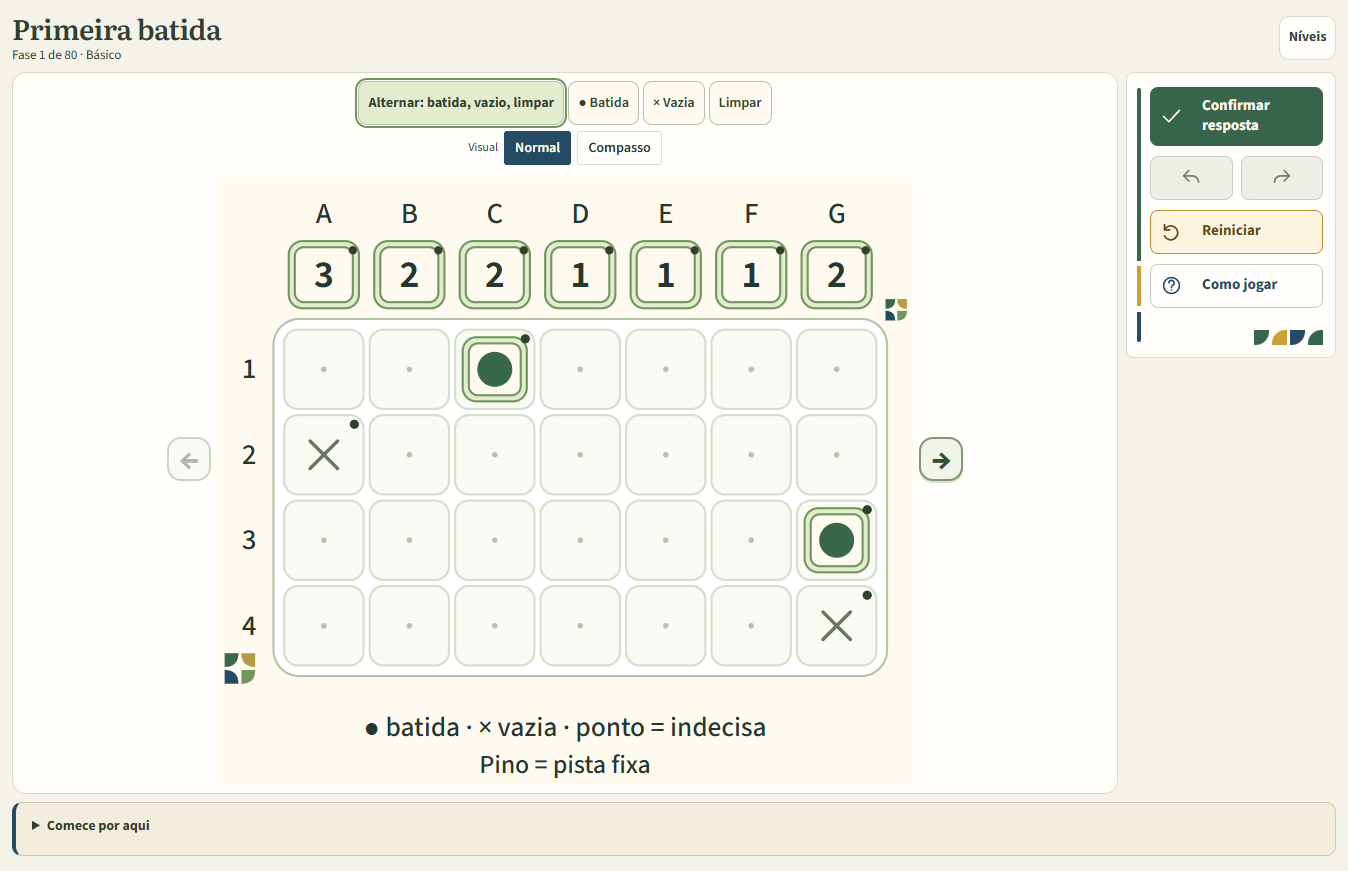 Primeira batida
Fase 1 de 80 · Básico
Níveis
Alternar: batida, vazio, limpar
● Batida
× Vazia
Limpar
Visual
Normal
Compasso
Confirmar
resposta
Reiniciar
Como jogar
A B C D E F G
3 2 2 1 1 1 2
1
2
3
4
● batida · × vazia · ponto = indecisa
Pino = pista fixa
Comece por aqui